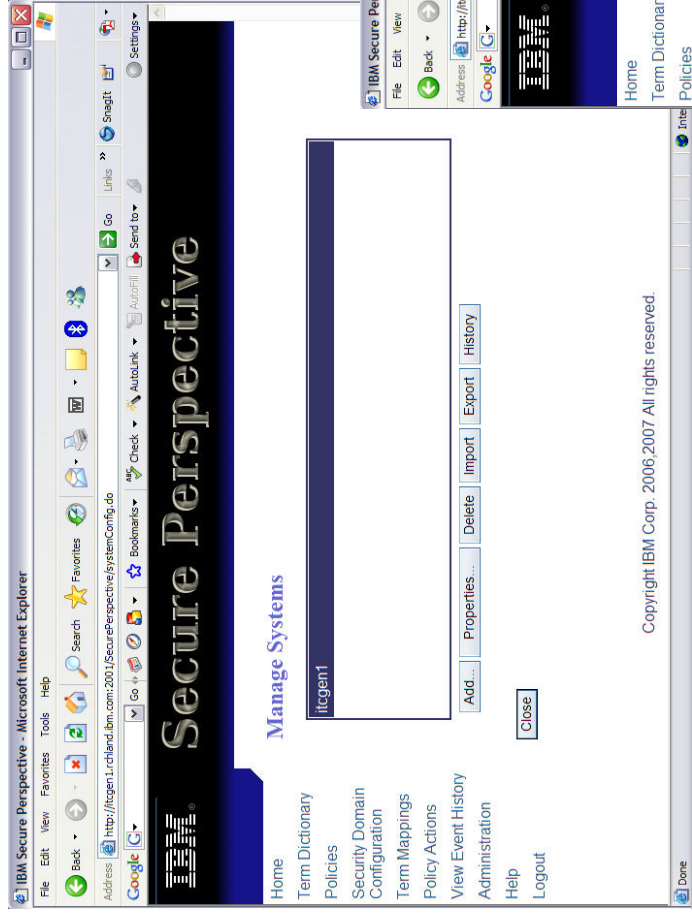 IBM Secure Perspective - Microsoft Internet Explorer
File Edit View Favorites Tools Help
Back Search Favorites
Address http://itcgen1.rchland.ibm.com:2001/SecurePerspective/systemConfig.do Go Links » SnagIt
Google G Go Bookmarks Check AutoLink AutoFill Send to Settings
IBM Secure Perspective
Home
Term Dictionary
Policies
Security Domain
Configuration
Term Mappings
Policy Actions
View Event History
Administration
Help
Logout
Manage Systems
itcgen1
Add... Properties... Delete Import Export History
Close
Copyright IBM Corp. 2006,2007 All rights reserved.
Done Inte
IBM Secure Per
File Edit View
Back
Address http://itc
Google G
IBM
Home
Term Dictionar
Policies